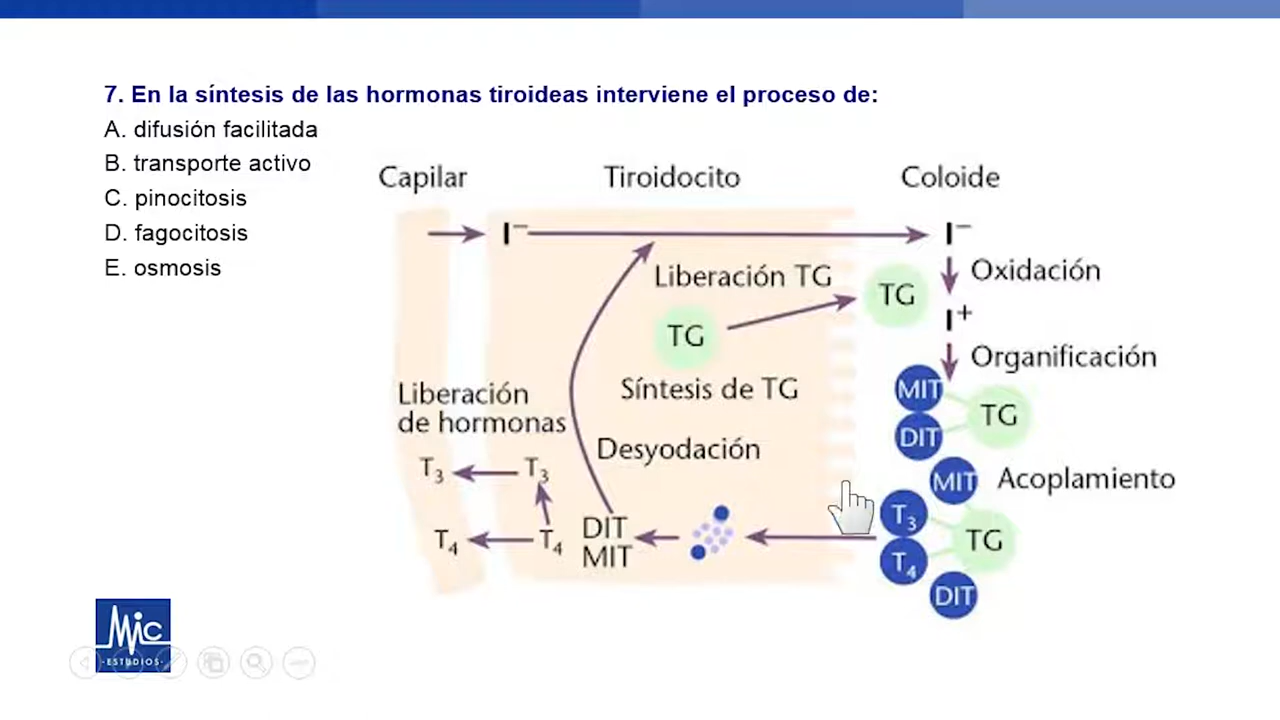 7. En la síntesis de las hormonas tiroideas interviene el proceso de:
A. difusión facilitada
B. transporte activo
C. pinocitosis
D. fagocitosis
E. osmosis
Capilar
Tiroidocito
Coloide
I⁻
I⁻
Oxidación
Liberación TG
TG
TG
I⁺
Organificación
Síntesis de TG
MIT
DIT
TG
Liberación
de hormonas
Desyodación
T₃
T₃
MIT
Acoplamiento
T₃
TG
T₄
T₄
DIT
MIT
T₄
DIT
Mic
·ESTUDIOS·